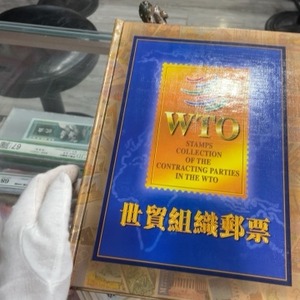 WTO
STAMPS
COLLECTION
OF THE
CONTRACTING PARTIES
IN THE WTO
世貿組織郵票